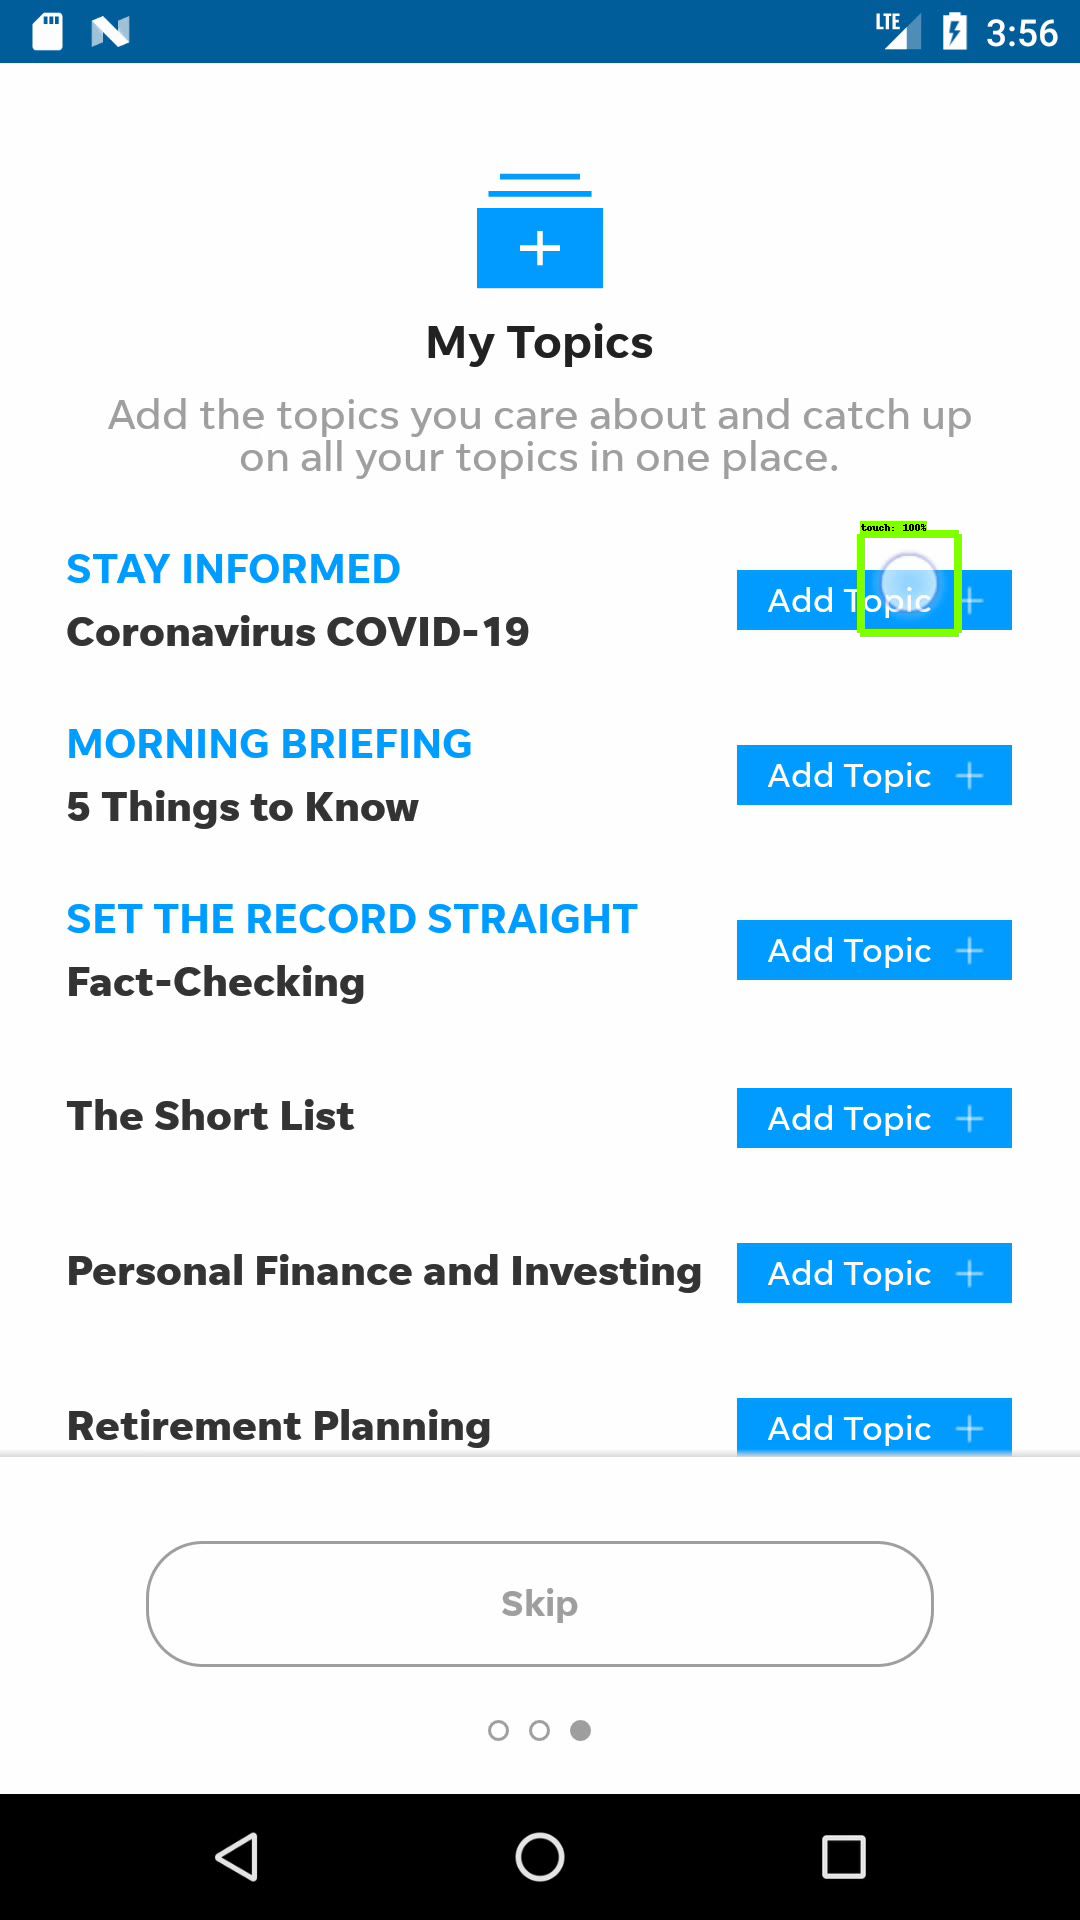 LTE 3:56
My Topics
Add the topics you care about and catch up
on all your topics in one place.
touch: 100%
STAY INFORMED
Coronavirus COVID-19
Add Topic +
MORNING BRIEFING
5 Things to Know
Add Topic +
SET THE RECORD STRAIGHT
Fact-Checking
Add Topic +
The Short List
Add Topic +
Personal Finance and Investing
Add Topic +
Retirement Planning
Add Topic +
Skip